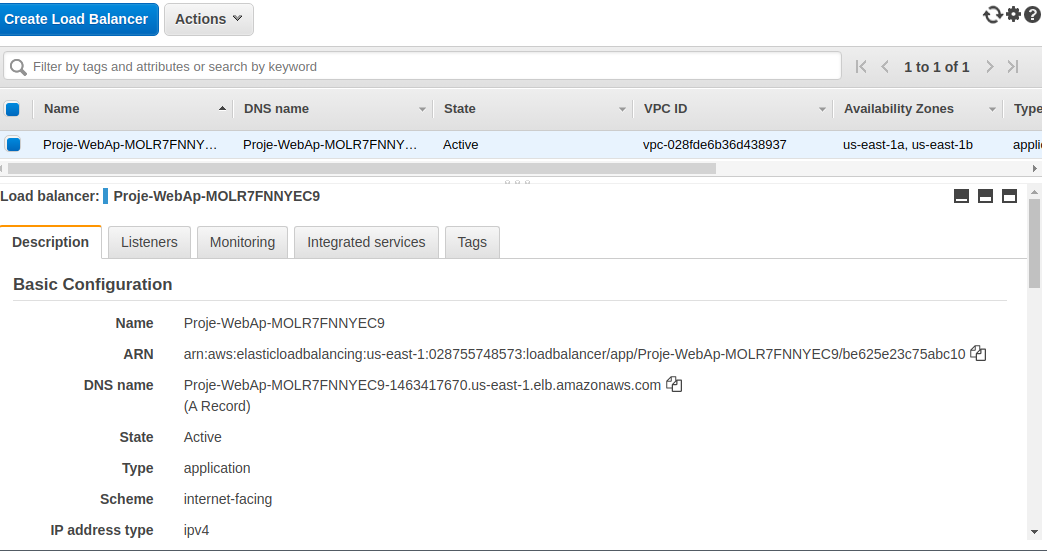 Create Load Balancer Actions
Filter by tags and attributes or search by keyword 1 to 1 of 1
Name DNS name State VPC ID Availability Zones Type
Proje-WebAp-MOLR7FNNY… Proje-WebAp-MOLR7FNNY… Active vpc-028fde6b36d438937 us-east-1a, us-east-1b appli
Load balancer: Proje-WebAp-MOLR7FNNYEC9
Description Listeners Monitoring Integrated services Tags
Basic Configuration
Name Proje-WebAp-MOLR7FNNYEC9
ARN arn:aws:elasticloadbalancing:us-east-1:028755748573:loadbalancer/app/Proje-WebAp-MOLR7FNNYEC9/be625e23c75abc10
DNS name Proje-WebAp-MOLR7FNNYEC9-1463417670.us-east-1.elb.amazonaws.com
(A Record)
State Active
Type application
Scheme internet-facing
IP address type ipv4